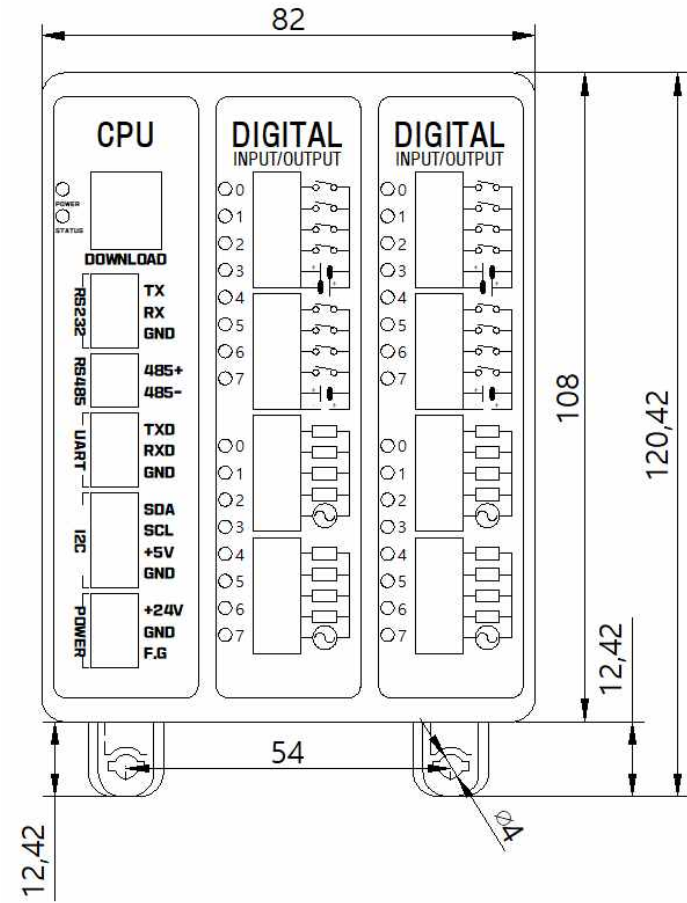 82
CPU
POWER
STATUS
DOWNLOAD
RS232
TX
RX
GND
RS485
485+
485-
UART
TXD
RXD
GND
I2C
SDA
SCL
+5V
GND
POWER
+24V
GND
F.G
DIGITAL
INPUT/OUTPUT
0
1
2
3
4
5
6
7
0
1
2
3
4
5
6
7
DIGITAL
INPUT/OUTPUT
0
1
2
3
4
5
6
7
0
1
2
3
4
5
6
7
108
120,42
12,42
54
12,42
⌀4